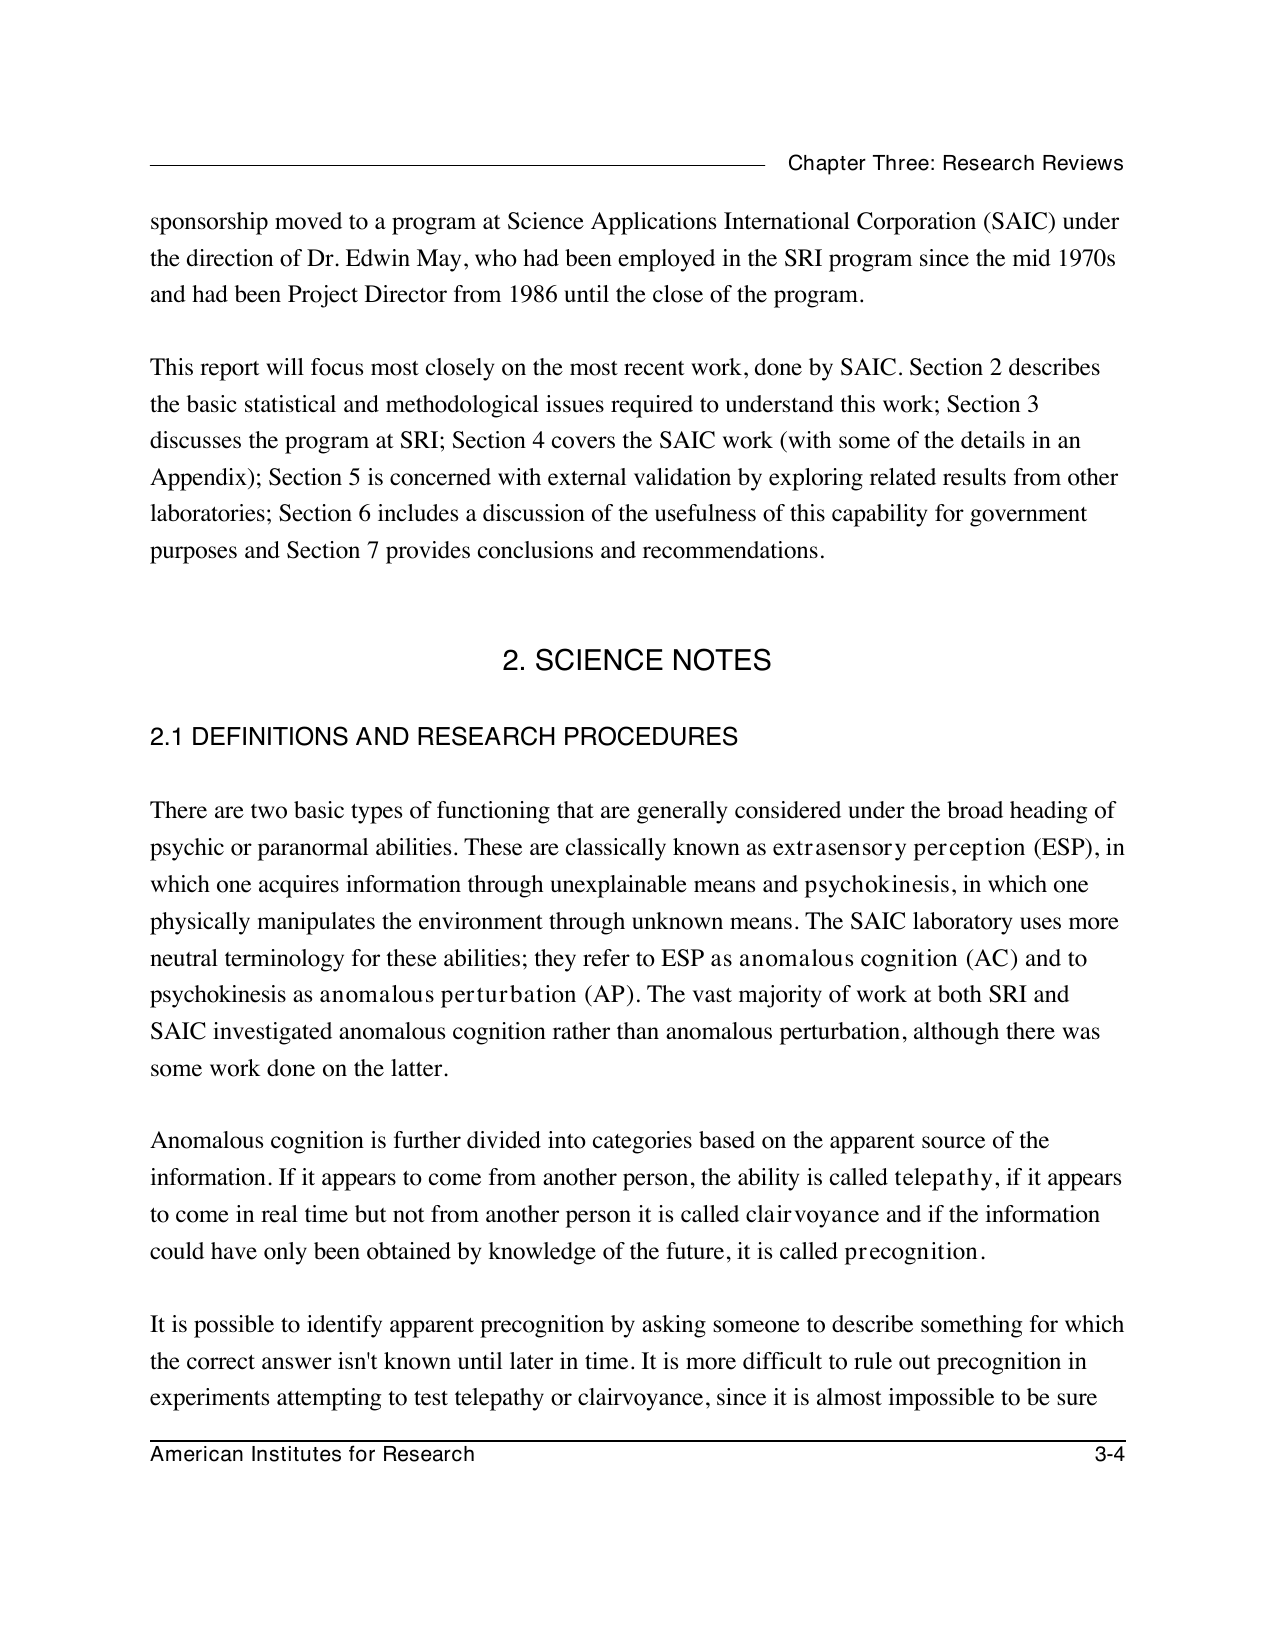 Chapter Three: Research Reviews
sponsorship moved to a program at Science Applications International Corporation (SAIC) under
the direction of Dr. Edwin May, who had been employed in the SRI program since the mid 1970s
and had been Project Director from 1986 until the close of the program.
This report will focus most closely on the most recent work, done by SAIC. Section 2 describes
the basic statistical and methodological issues required to understand this work; Section 3
discusses the program at SRI; Section 4 covers the SAIC work (with some of the details in an
Appendix); Section 5 is concerned with external validation by exploring related results from other
laboratories; Section 6 includes a discussion of the usefulness of this capability for government
purposes and Section 7 provides conclusions and recommendations.
2. SCIENCE NOTES
2.1 DEFINITIONS AND RESEARCH PROCEDURES
There are two basic types of functioning that are generally considered under the broad heading of
psychic or paranormal abilities. These are classically known as extrasensory perception (ESP), in
which one acquires information through unexplainable means and psychokinesis, in which one
physically manipulates the environment through unknown means. The SAIC laboratory uses more
neutral terminology for these abilities; they refer to ESP as anomalous cognition (AC) and to
psychokinesis as anomalous perturbation (AP). The vast majority of work at both SRI and
SAIC investigated anomalous cognition rather than anomalous perturbation, although there was
some work done on the latter.
Anomalous cognition is further divided into categories based on the apparent source of the
information. If it appears to come from another person, the ability is called telepathy, if it appears
to come in real time but not from another person it is called clairvoyance and if the information
could have only been obtained by knowledge of the future, it is called precognition.
It is possible to identify apparent precognition by asking someone to describe something for which
the correct answer isn't known until later in time. It is more difficult to rule out precognition in
experiments attempting to test telepathy or clairvoyance, since it is almost impossible to be sure
American Institutes for Research 3-4